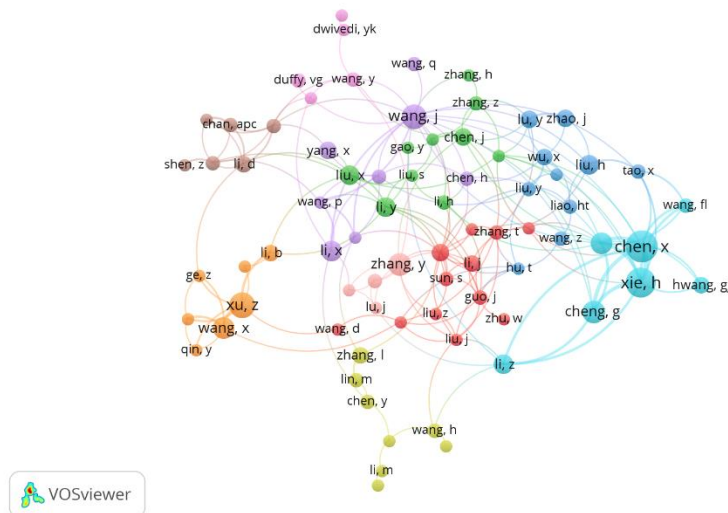 dwivedi, yk
wang, q
duffy, vg
wang, y
zhang, h
zhang, z
wang, j
lu, y
zhao, j
chan, apc
chen, j
gao, y
yang, x
wu, x
shen, z
li, d
liu, x
liu, s
chen, h
liu, h
tao, x
liu, y
wang, p
li, y
li, h
liao, ht
wang, fl
zhang, t
wang, z
chen, x
li, b
li, x
zhang, y
li, j
hu, t
ge, z
sun, s
xie, h
hwang, g
xu, z
lu, j
guo, j
cheng, g
liu, z
zhu, w
wang, x
wang, d
liu, j
qin, y
zhang, l
li, z
lin, m
chen, y
wang, h
li, m
VOSviewer